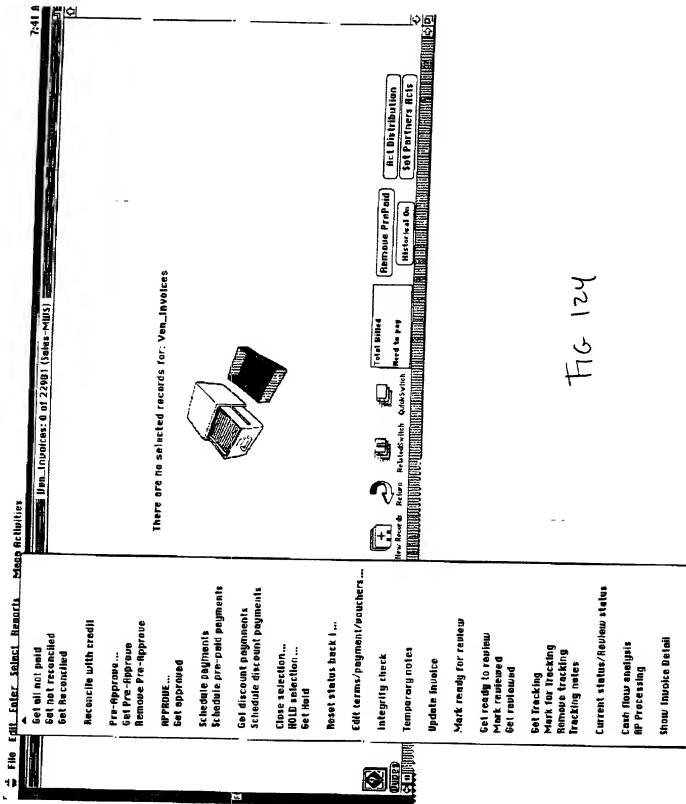 File Edit Enter Select Reports Mega Activities
7:41 A
Ven_Invoices: 0 of 22901 (Sales-MWS)
Get all not paid
Get not reconciled
Get Reconciled
Reconcile with credit
Pre-Approve...
Get Pre-Approve
Remove Pre-Approve
APPROVE...
Get approved
Schedule payments
Schedule pre-paid payments
Get discount payments
Schedule discount payments
Close selection...
HOLD selection...
Get Hold
Reset status back 1...
Edit terms/payment/vouchers...
Integrity check
Temporary notes
Update Invoice
Mark ready for review
Get ready to review
Mark reviewed
Get reviewed
Get Tracking
Mark for Tracking
Remove tracking
Tracking notes
Current status/Review status
Cash flow analysis
AP Processing
Show Invoice Detail
There are no selected records for: Ven_Invoices
Dupes
New Records
Return
RelatedSwitch
QuickSwitch
Total Billed
Need to pay
Remove PrePaid
Historical On
Act Distribution
Set Partners Acts
FIG 124